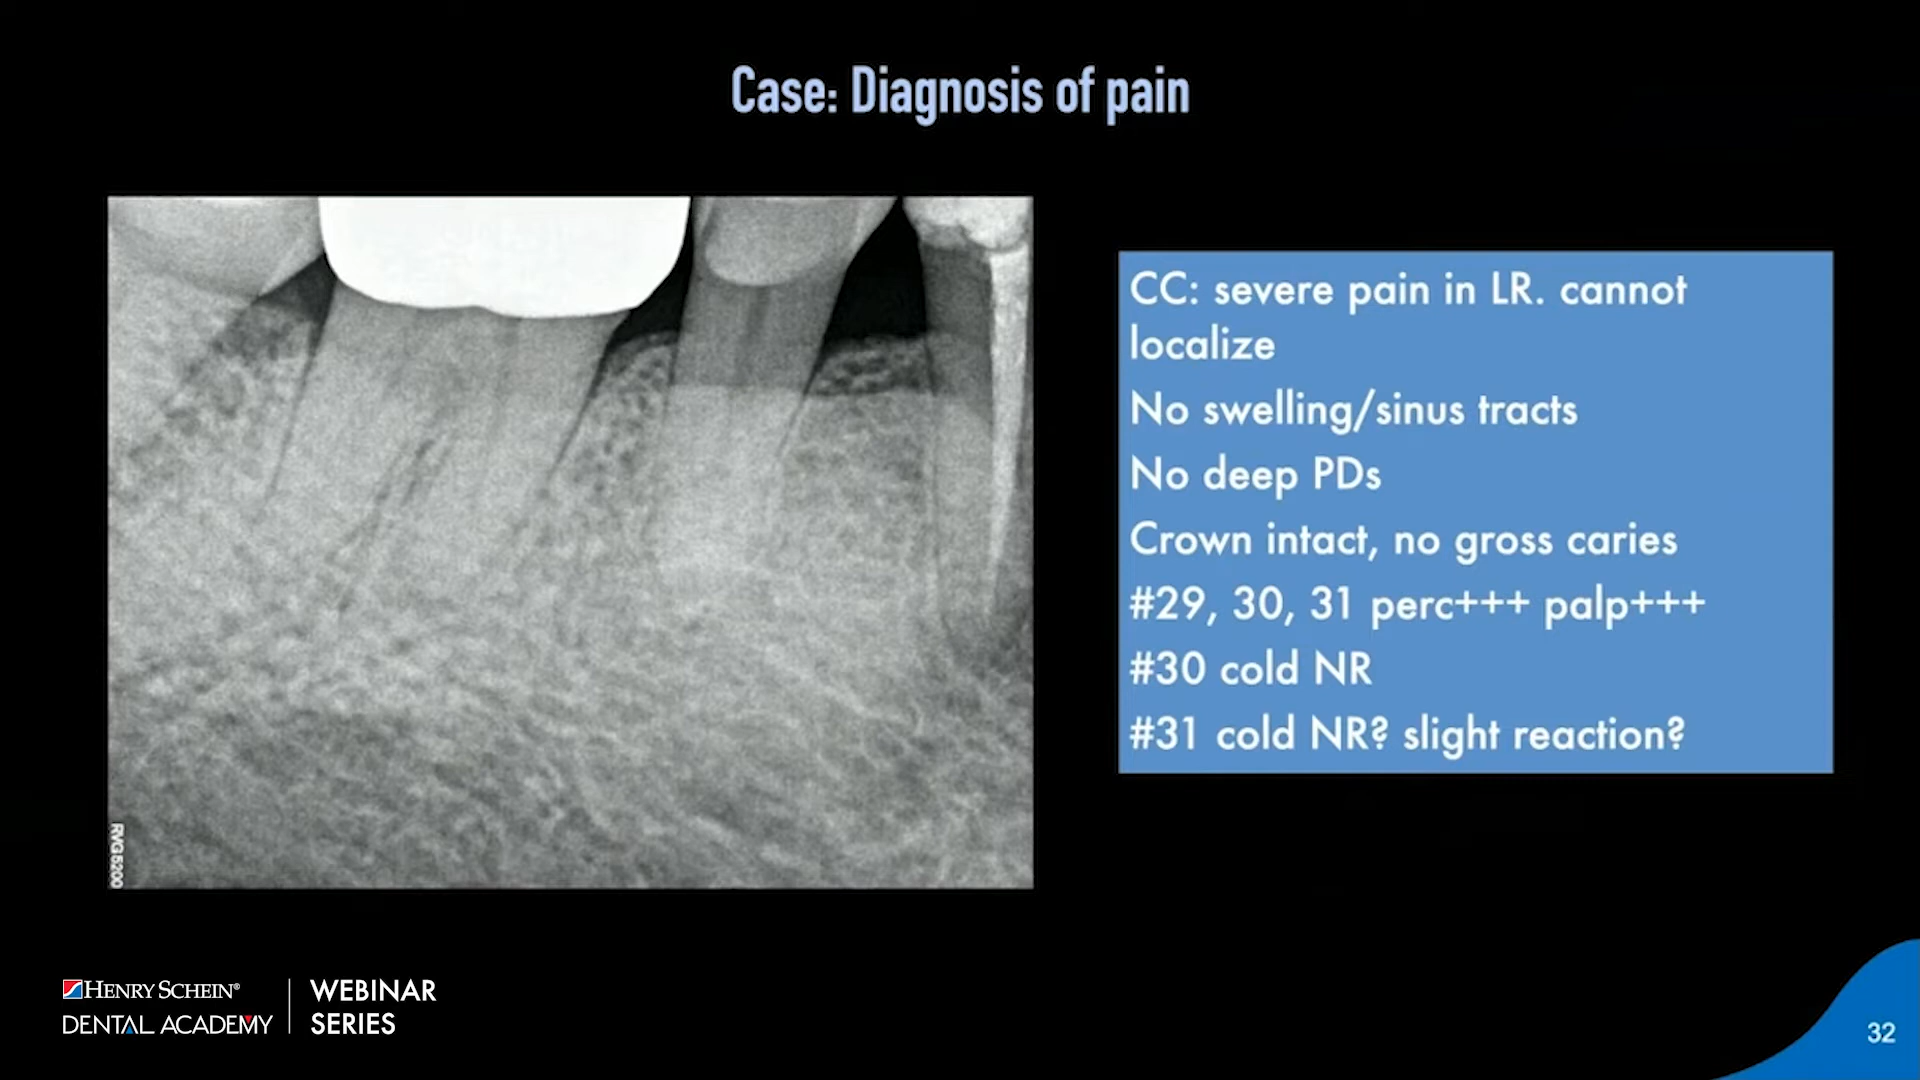 Case: Diagnosis of pain
CC: severe pain in LR. cannot
localize
No swelling/sinus tracts
No deep PDs
Crown intact, no gross caries
#29, 30, 31 perc+++ palp+++
#30 cold NR
#31 cold NR? slight reaction?
RVG5200
HENRY SCHEIN®
DENTAL ACADEMY
WEBINAR
SERIES
32